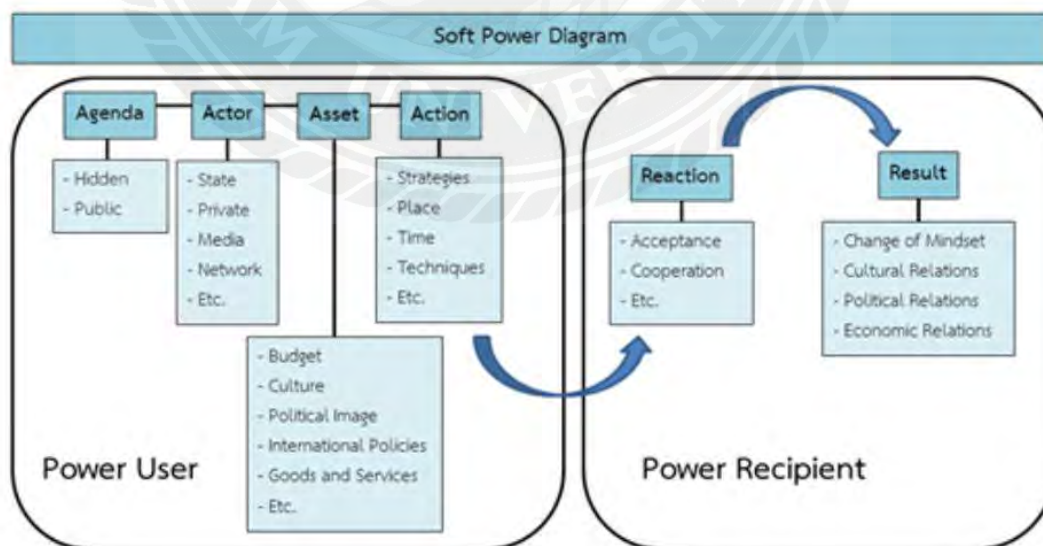 Soft Power Diagram
Agenda
- Hidden
- Public
Actor
- State
- Private
- Media
- Network
- Etc.
Asset
- Budget
- Culture
- Political Image
- International Policies
- Goods and Services
- Etc.
Action
- Strategies
- Place
- Time
- Techniques
- Etc.
Power User
Reaction
- Acceptance
- Cooperation
- Etc.
Result
- Change of Mindset
- Cultural Relations
- Political Relations
- Economic Relations
Power Recipient